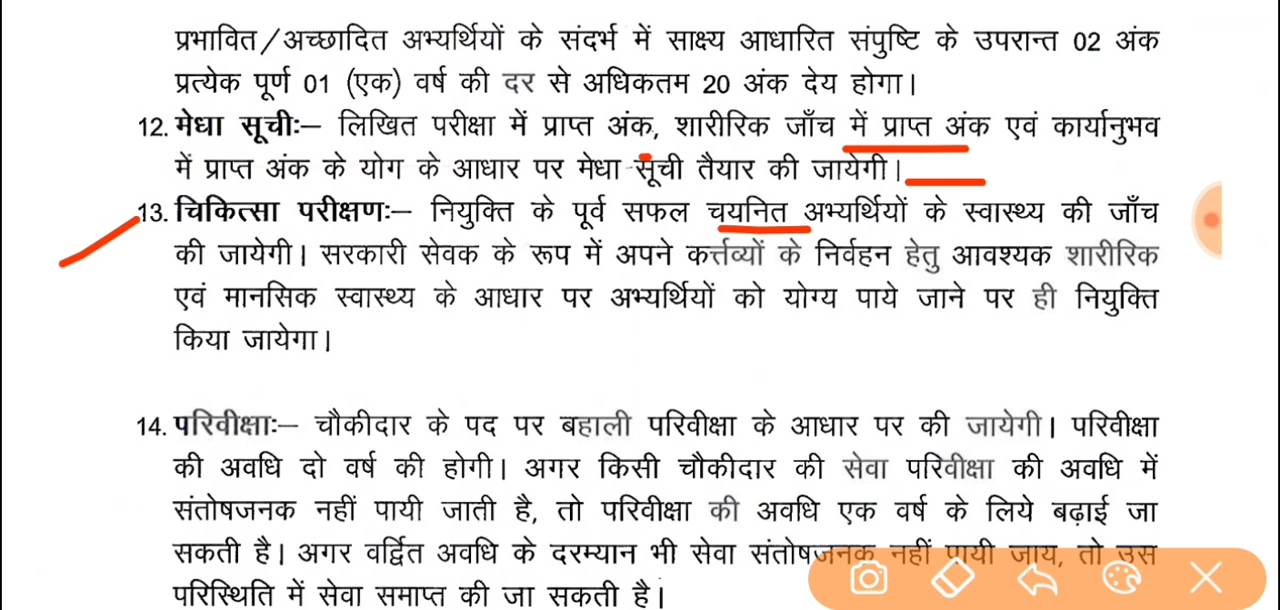 प्रभावित/अच्छादित अभ्यर्थियों के संदर्भ में साक्ष्य आधारित संपुष्टि के उपरान्त 02 अंक
प्रत्येक पूर्ण 01 (एक) वर्ष की दर से अधिकतम 20 अंक देय होगा।
12. मेधा सूचीः– लिखित परीक्षा में प्राप्त अंक, शारीरिक जाँच में प्राप्त अंक एवं कार्यानुभव
में प्राप्त अंक के योग के आधार पर मेधा सूची तैयार की जायेगी।
13. चिकित्सा परीक्षणः– नियुक्ति के पूर्व सफल चयनित अभ्यर्थियों के स्वास्थ्य की जाँच
की जायेगी। सरकारी सेवक के रूप में अपने कर्त्तव्यों के निर्वहन हेतु आवश्यक शारीरिक
एवं मानसिक स्वास्थ्य के आधार पर अभ्यर्थियों को योग्य पाये जाने पर ही नियुक्ति
किया जायेगा।
14. परिवीक्षाः– चौकीदार के पद पर बहाली परिवीक्षा के आधार पर की जायेगी। परिवीक्षा
की अवधि दो वर्ष की होगी। अगर किसी चौकीदार की सेवा परिवीक्षा की अवधि में
संतोषजनक नहीं पायी जाती है, तो परिवीक्षा की अवधि एक वर्ष के लिये बढ़ाई जा
सकती है। अगर वर्द्वित अवधि के दरम्यान भी सेवा संतोषजनक नहीं पायी जाय, तो उस
परिस्थिति में सेवा समाप्त की जा सकती है।